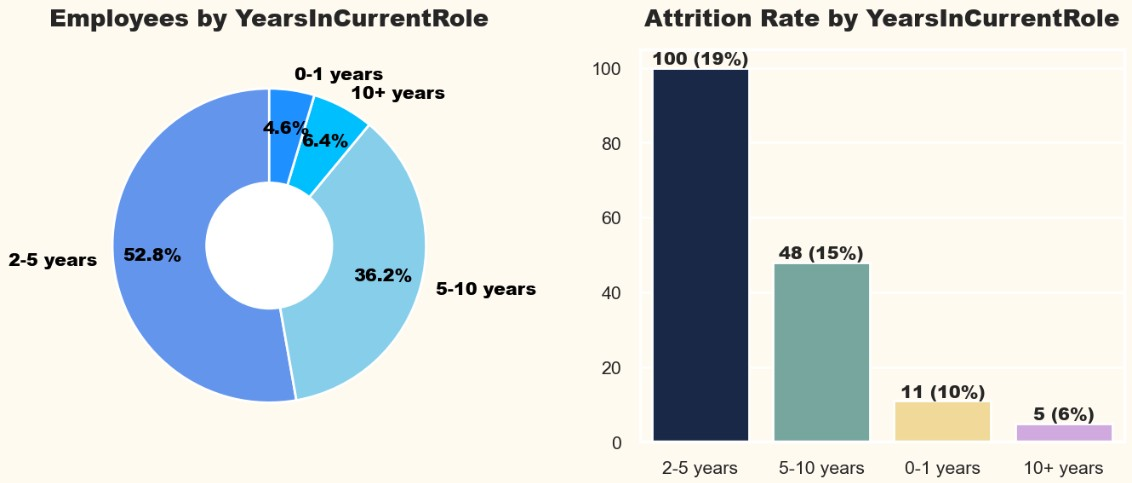 Employees by YearsInCurrentRole
0-1 years
10+ years
4.6%
6.4%
2-5 years
52.8%
36.2%
5-10 years
Attrition Rate by YearsInCurrentRole
100
80
60
40
20
0
100 (19%)
48 (15%)
11 (10%)
5 (6%)
2-5 years
5-10 years
0-1 years
10+ years